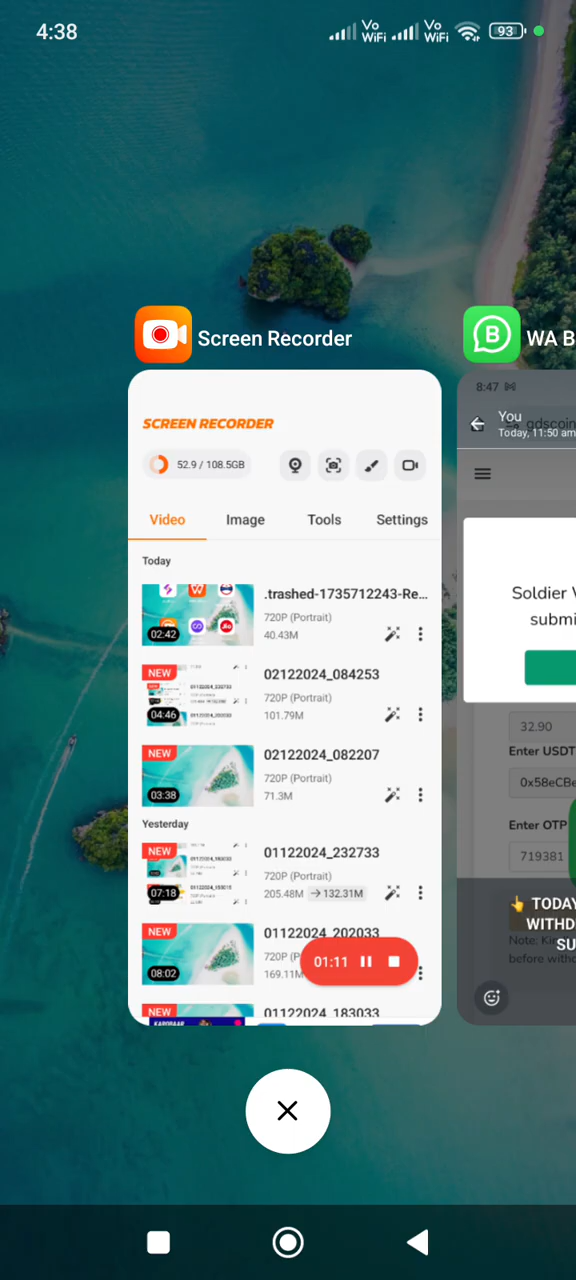 4:38
Vo WiFi
Vo WiFi
93
Screen Recorder
WA B
SCREEN RECORDER
52.9 / 108.5GB
Video Image Tools Settings
Today
.trashed-1735712243-Re...
720P (Portrait)
40.43M
02:42
NEW
02122024_084253
720P (Portrait)
101.79M
04:46
NEW
02122024_082207
720P (Portrait)
71.3M
03:38
Yesterday
NEW
01122024_232733
720P (Portrait)
205.48M → 132.31M
07:18
NEW
01122024_202033
720P
169.11M
08:02
01:11
NEW
01122024_183033
8:47
You
Today, 11:50 am
gdscoin
Soldier
submi
32.90
Enter USDT
0x58eCBe
Enter OTP
719381
👆 TODAY
WITHD
SU
Note: Kin
before withd